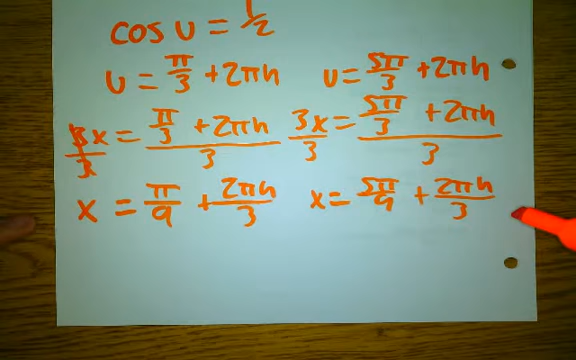 cos u = 1/2
u = π/3 + 2πn u = 5π/3 + 2πn
3x/3 = (π/3 + 2πn)/3 3x/3 = (5π/3 + 2πn)/3
x = π/9 + 2πn/3 x = 5π/9 + 2πn/3